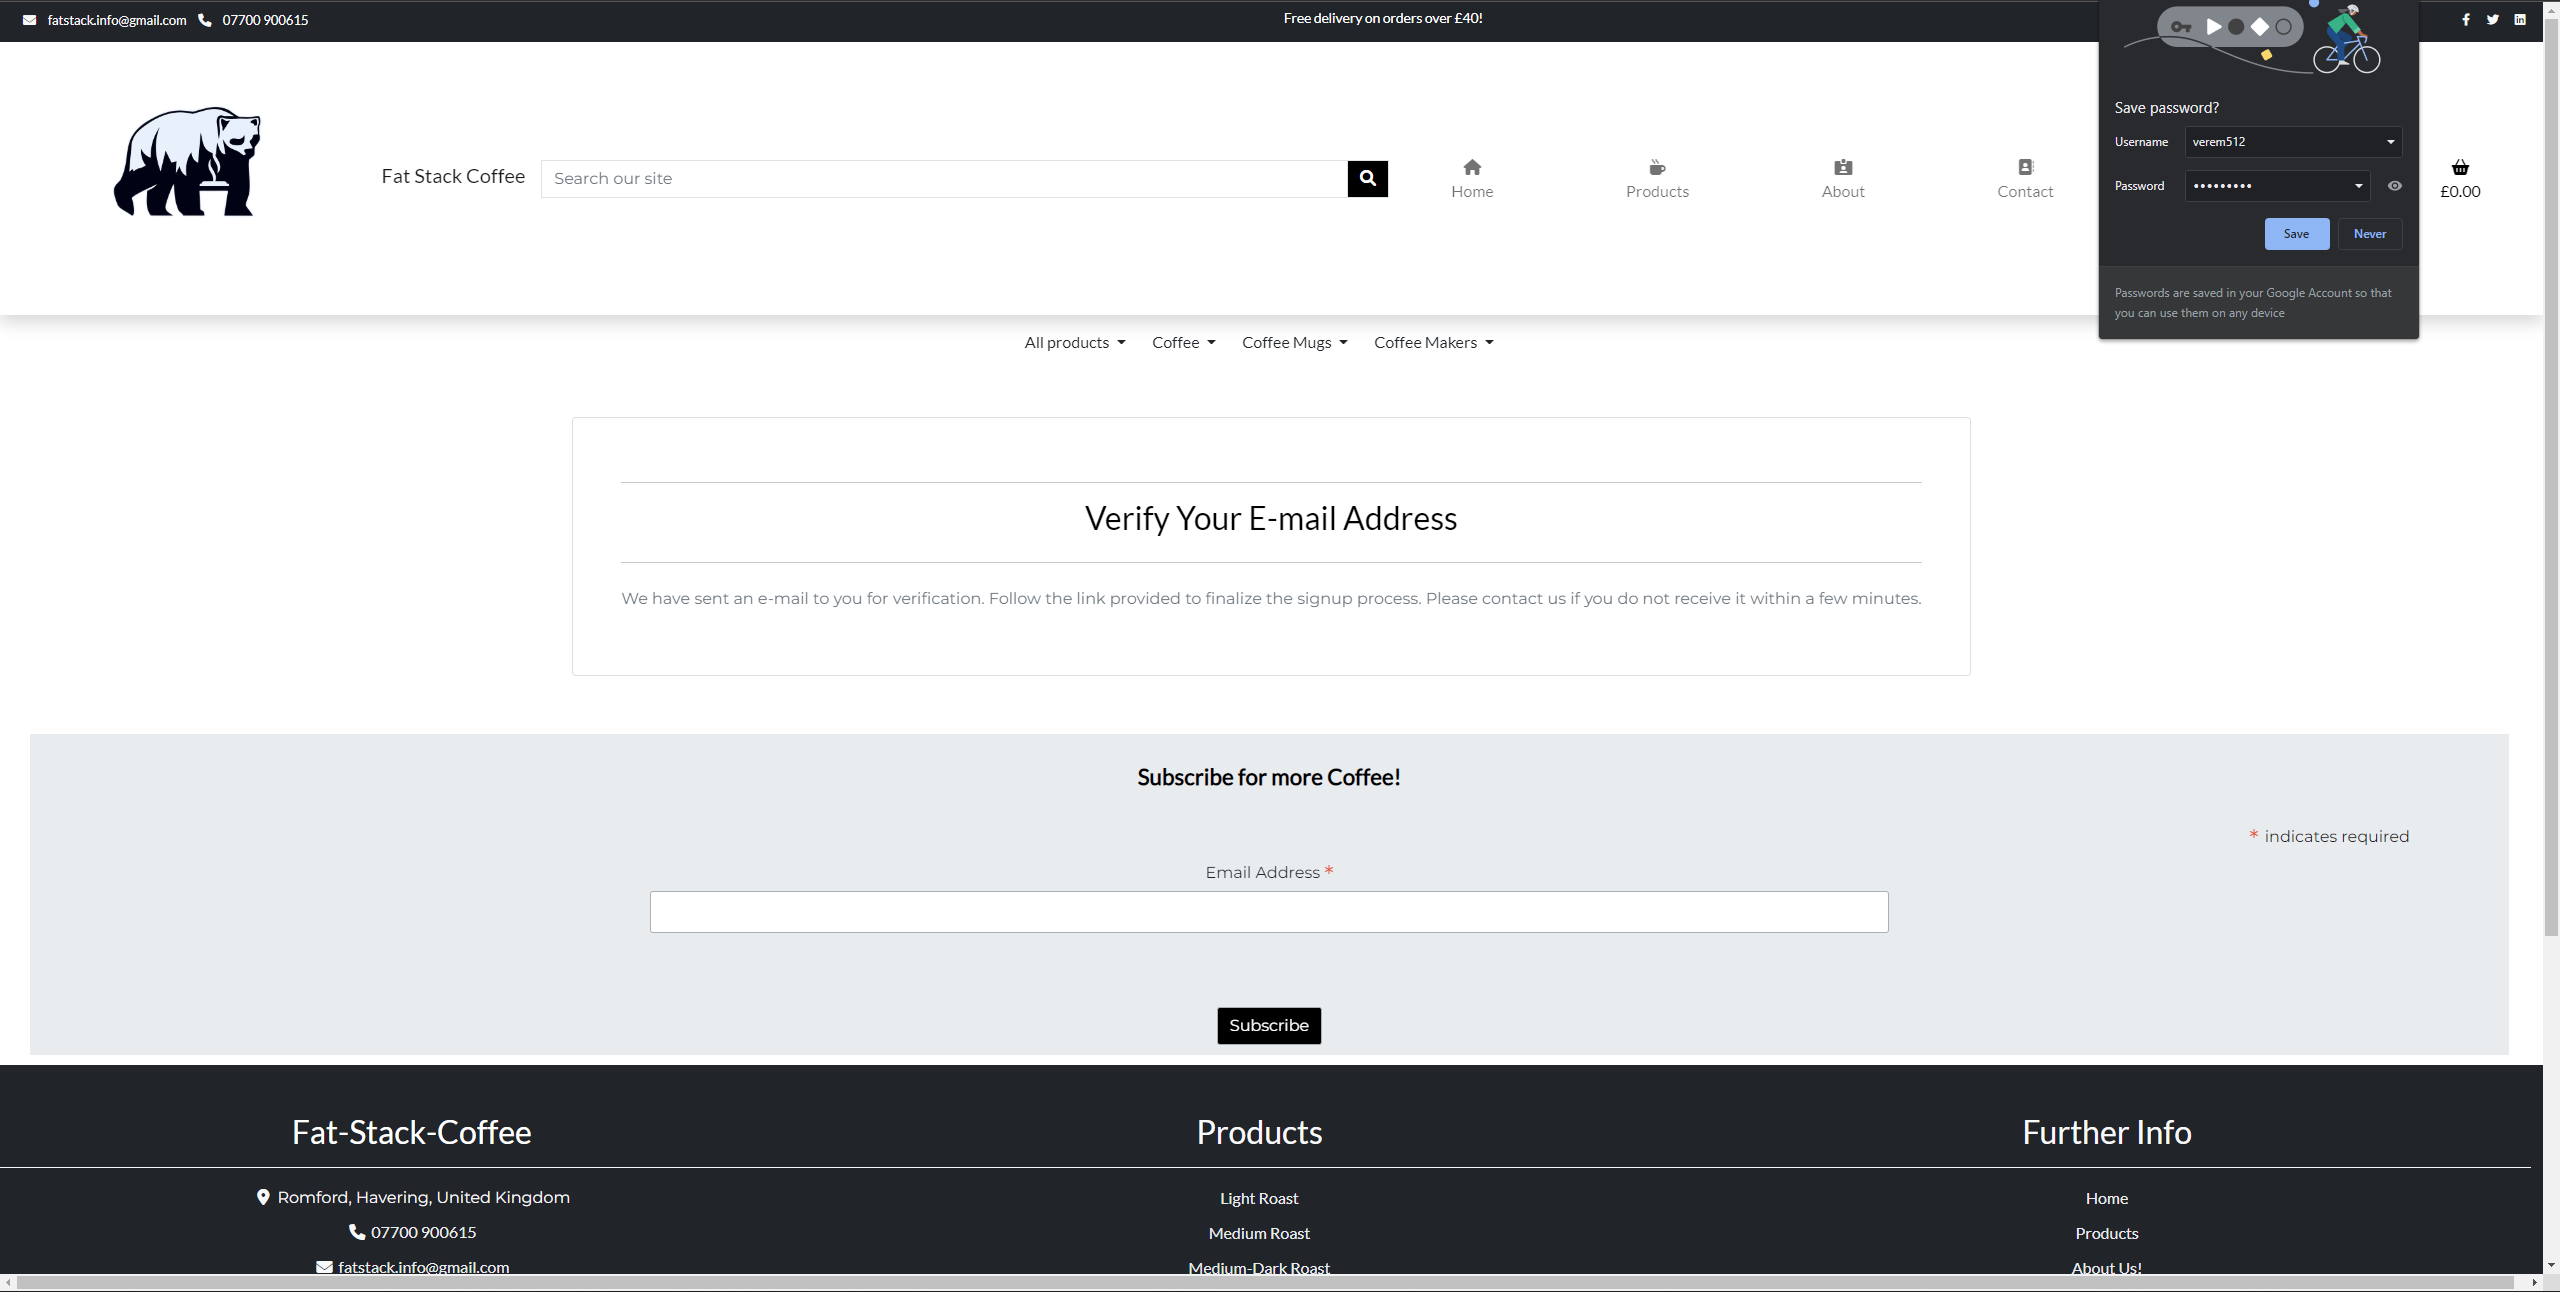 fatstack.info@gmail.com 07700 900615
Free delivery on orders over £40!
Fat Stack Coffee
Search our site
Home
Products
About
Contact
£0.00
Save password?
Username verem512
Password •••••••••
Save Never
Passwords are saved in your Google Account so that
you can use them on any device
All products Coffee Coffee Mugs Coffee Makers
Verify Your E-mail Address
We have sent an e-mail to you for verification. Follow the link provided to finalize the signup process. Please contact us if you do not receive it within a few minutes.
Subscribe for more Coffee!
* indicates required
Email Address *
Subscribe
Fat-Stack-Coffee
Romford, Havering, United Kingdom
07700 900615
fatstack.info@gmail.com
Products
Light Roast
Medium Roast
Medium-Dark Roast
Further Info
Home
Products
About Us!